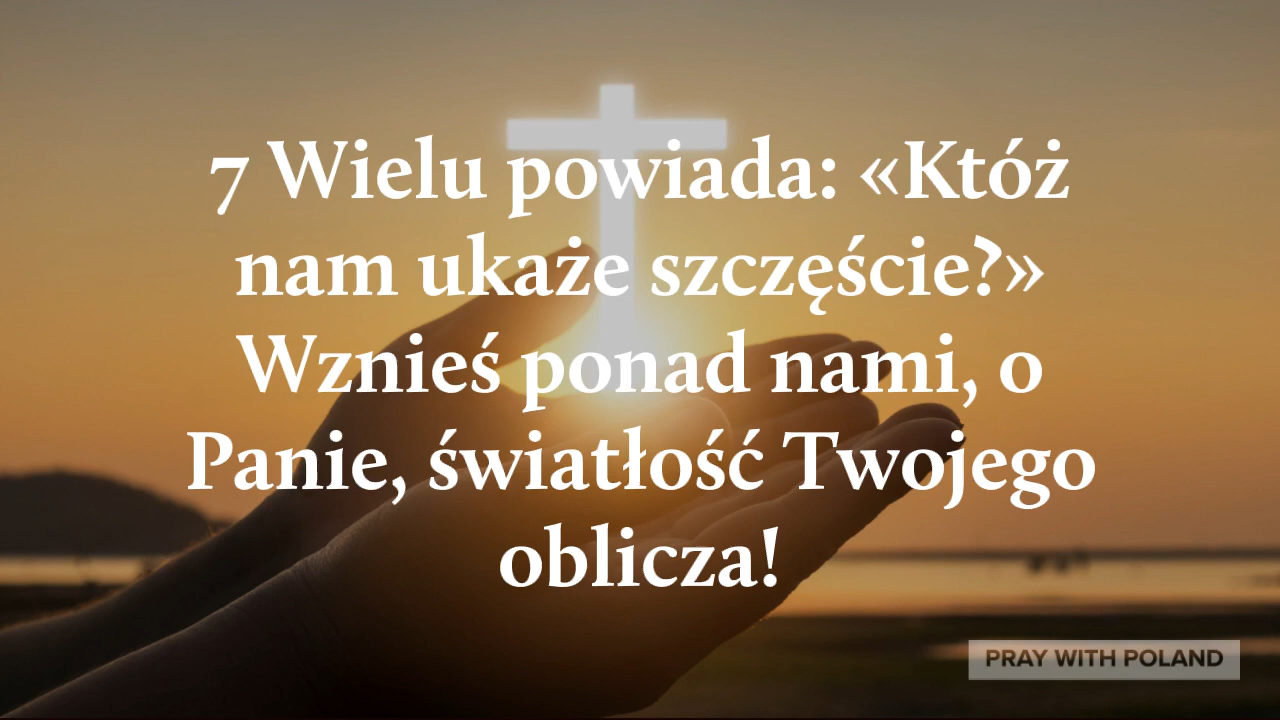 7 Wielu powiada: «Któż
nam ukaże szczęście?»
Wznieś ponad nami, o
Panie, światłość Twojego
oblicza!
PRAY WITH POLAND